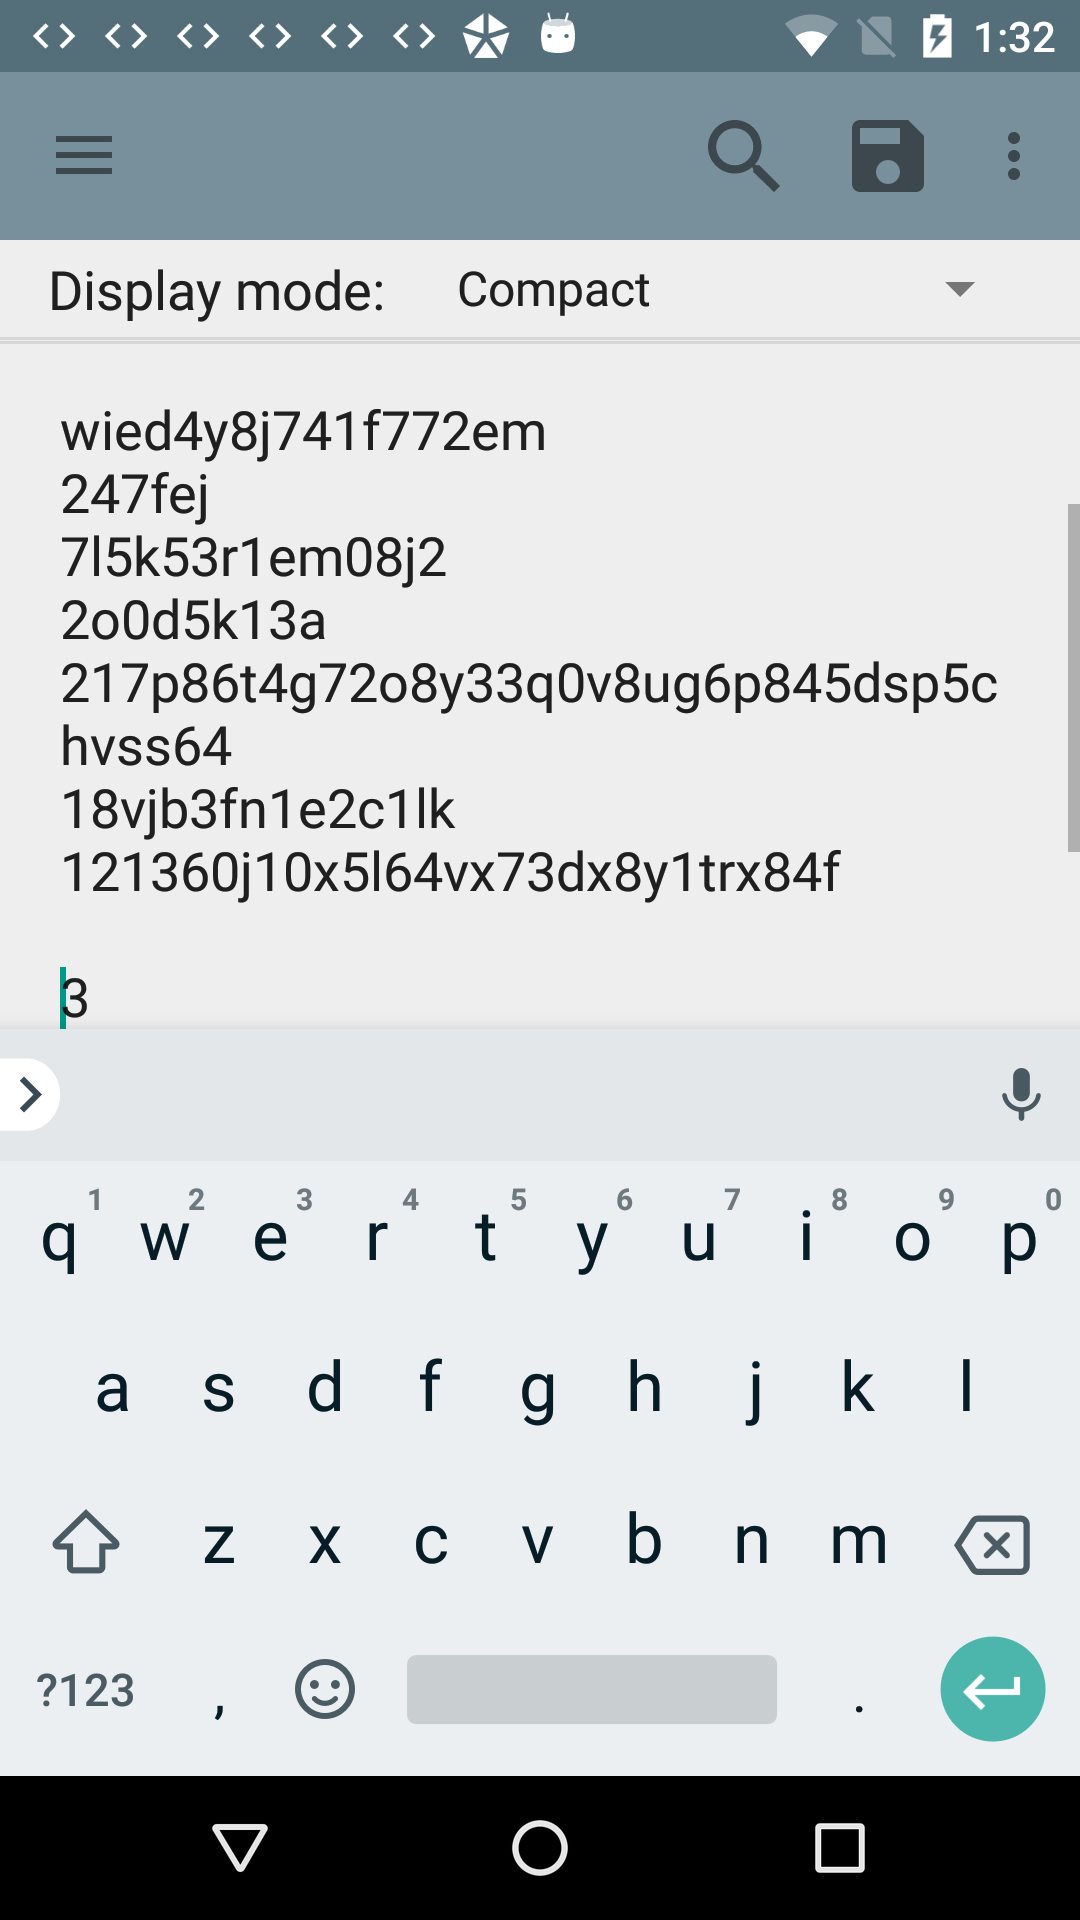 1:32
Display mode: Compact
wied4y8j741f772em
247fej
7l5k53r1em08j2
2o0d5k13a
217p86t4g72o8y33q0v8ug6p845dsp5c
hvss64
18vjb3fn1e2c1lk
121360j10x5l64vx73dx8y1trx84f
3
1 2 3 4 5 6 7 8 9 0
q w e r t y u i o p
a s d f g h j k l
z x c v b n m
?123 , .